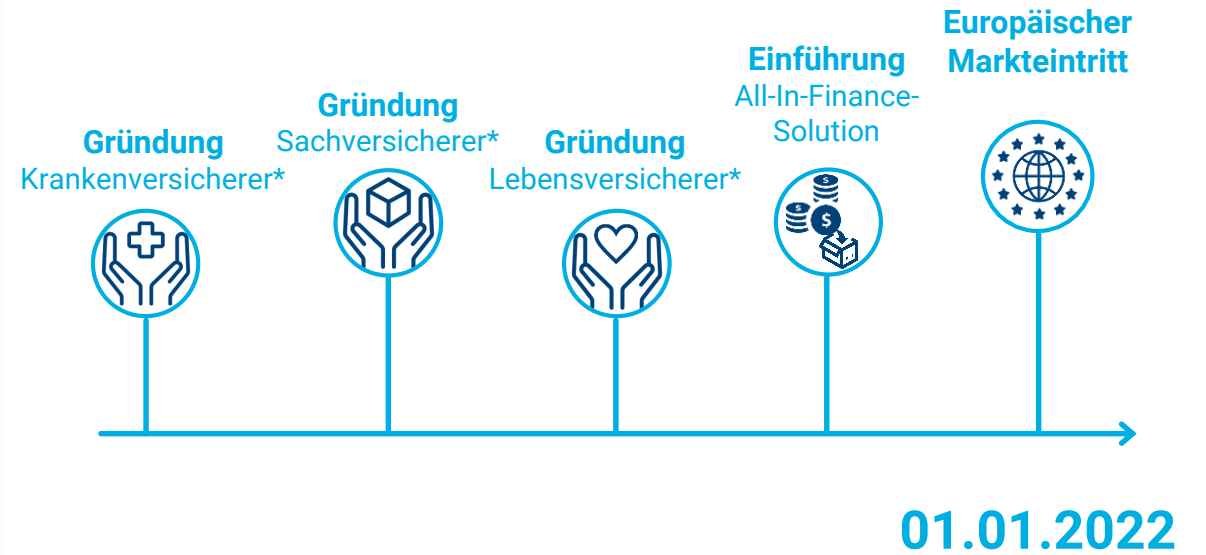 Gründung
Krankenversicherer*
Gründung
Sachversicherer*
Gründung
Lebensversicherer*
Einführung
All-In-Finance-
Solution
Europäischer
Markteintritt
$
$
$
01.01.2022